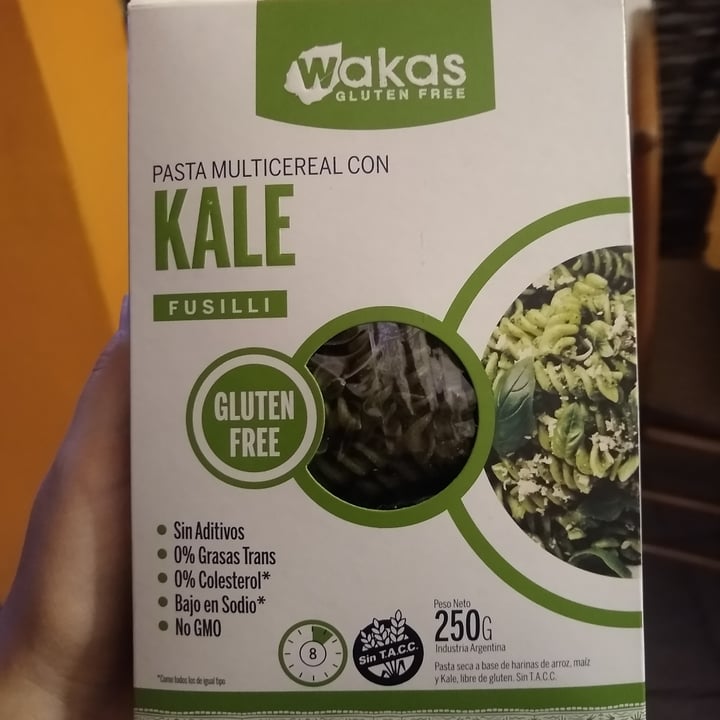 wakas
GLUTEN FREE
PASTA MULTICEREAL CON
KALE
FUSILLI
GLUTEN
FREE
Sin Aditivos
0% Grasas Trans
0% Colesterol*
Bajo en Sodio*
No GMO
*Como todos los de igual tipo
8
Sin T.A.C.C.
Peso Neto
250G
Industria Argentina
Pasta seca a base de harinas de arroz, maíz
y Kale, libre de gluten. Sin T.A.C.C.